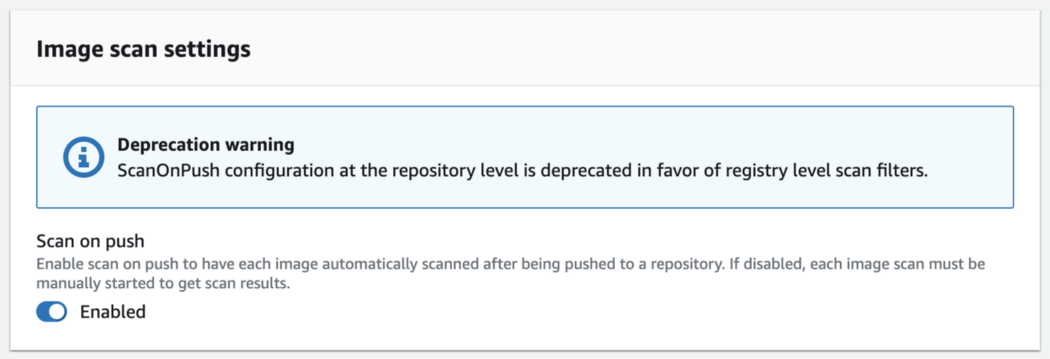 Image scan settings
Deprecation warning
ScanOnPush configuration at the repository level is deprecated in favor of registry level scan filters.
Scan on push
Enable scan on push to have each image automatically scanned after being pushed to a repository. If disabled, each image scan must be
manually started to get scan results.
Enabled